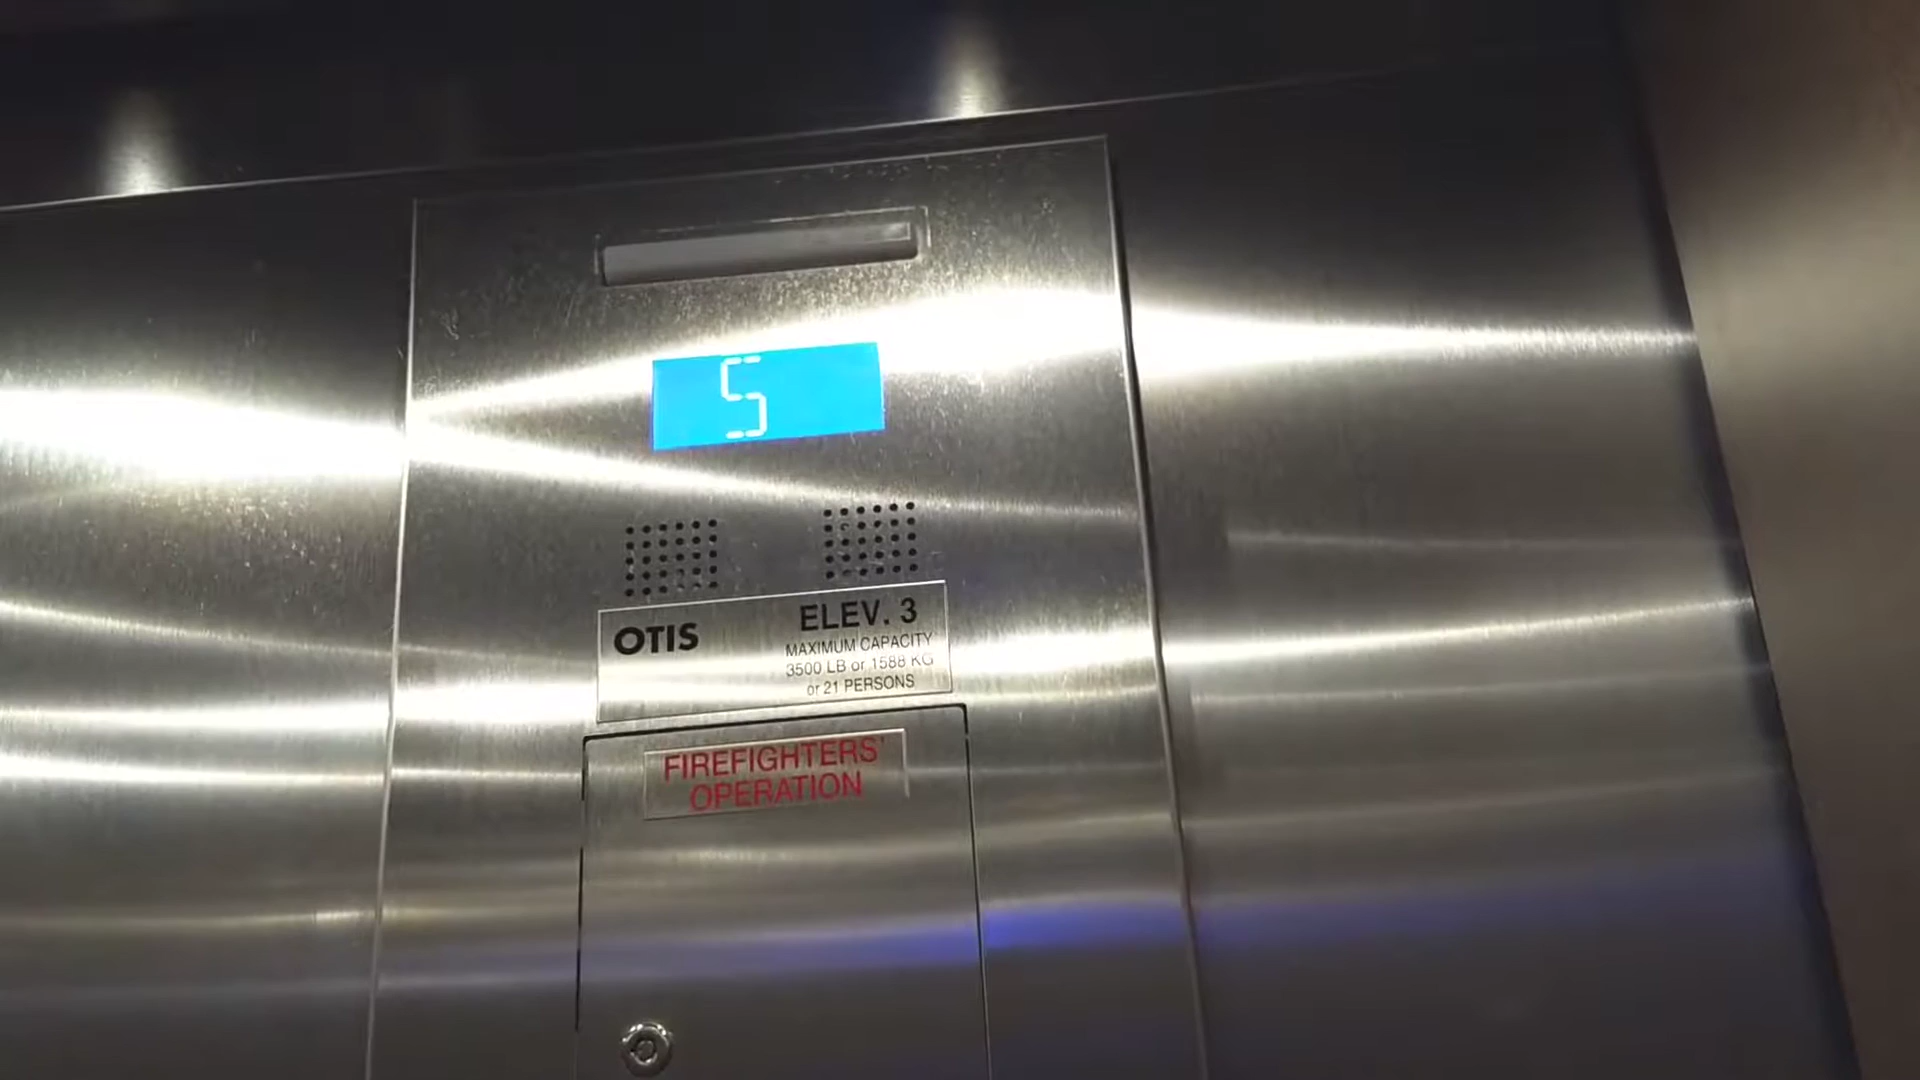 5
OTIS
ELEV. 3
MAXIMUM CAPACITY
3500 LB or 1588 KG
or 21 PERSONS
FIREFIGHTERS'
OPERATION